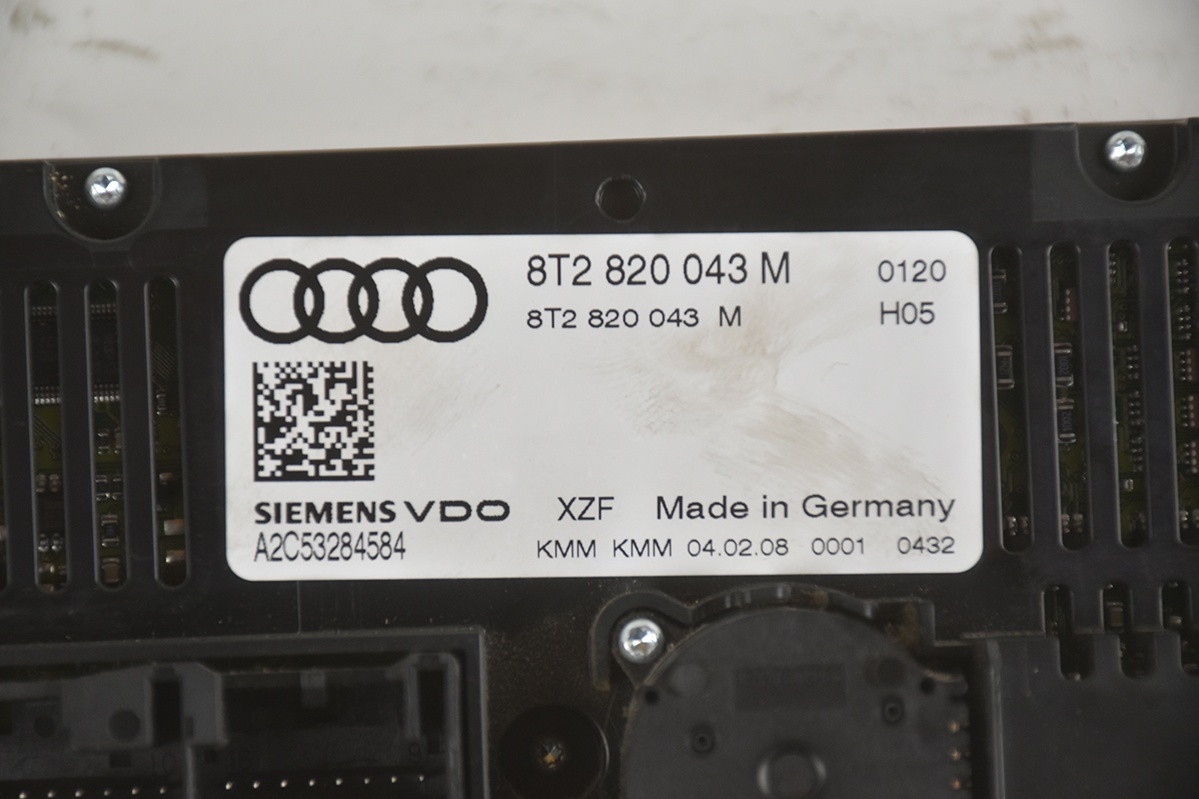 8T2 820 043 M 0120
8T2 820 043 M H05
SIEMENS VDO XZF Made in Germany
A2C53284584 KMM KMM 04.02.08 0001 0432